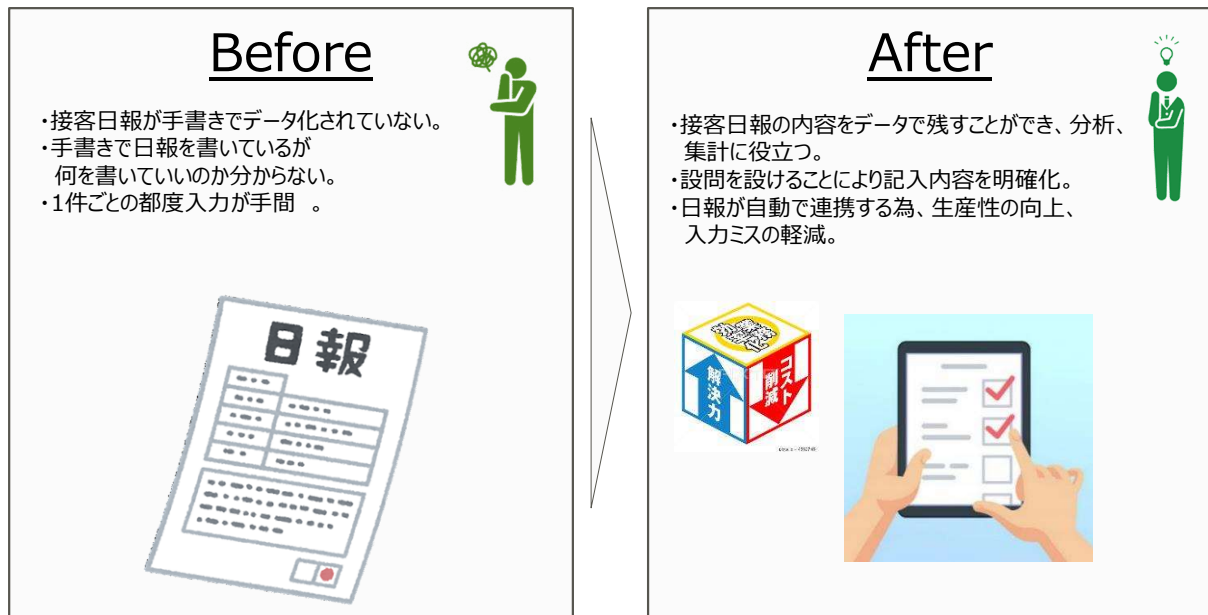 Before
・接客日報が手書きでデータ化されていない。
・手書きで日報を書いているが
何を書いていいのか分からない。
・1件ごとの都度入力が手間　。
日報
After
・接客日報の内容をデータで残すことができ、分析、
集計に役立つ。
・設問を設けることにより記入内容を明確化。
・日報が自動で連携する為、生産性の向上、
入力ミスの軽減。
解決力
コスト
削減